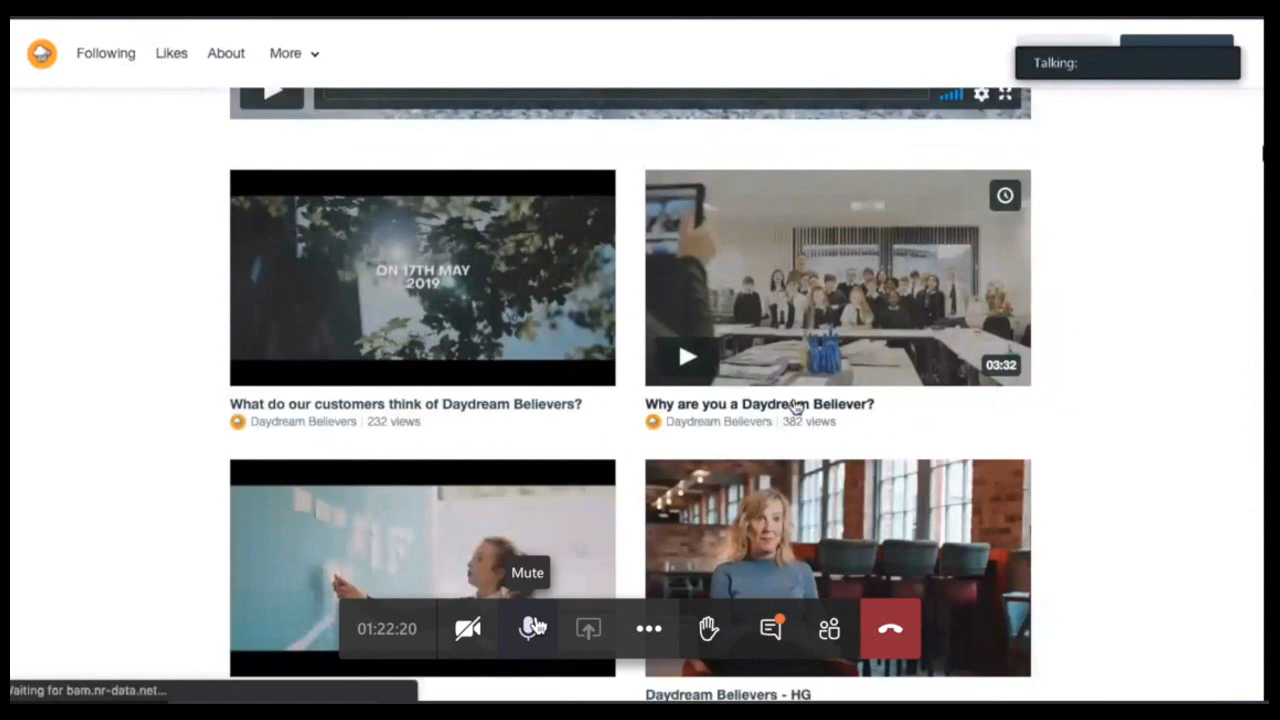 Following Likes About More
Talking:
ON 17TH MAY
2019
03:32
What do our customers think of Daydream Believers?
Daydream Believers 232 views
Why are you a Daydream Believer?
Daydream Believers 382 views
Mute
01:22:20
Waiting for bam.nr-data.net...
Daydream Believers - HG